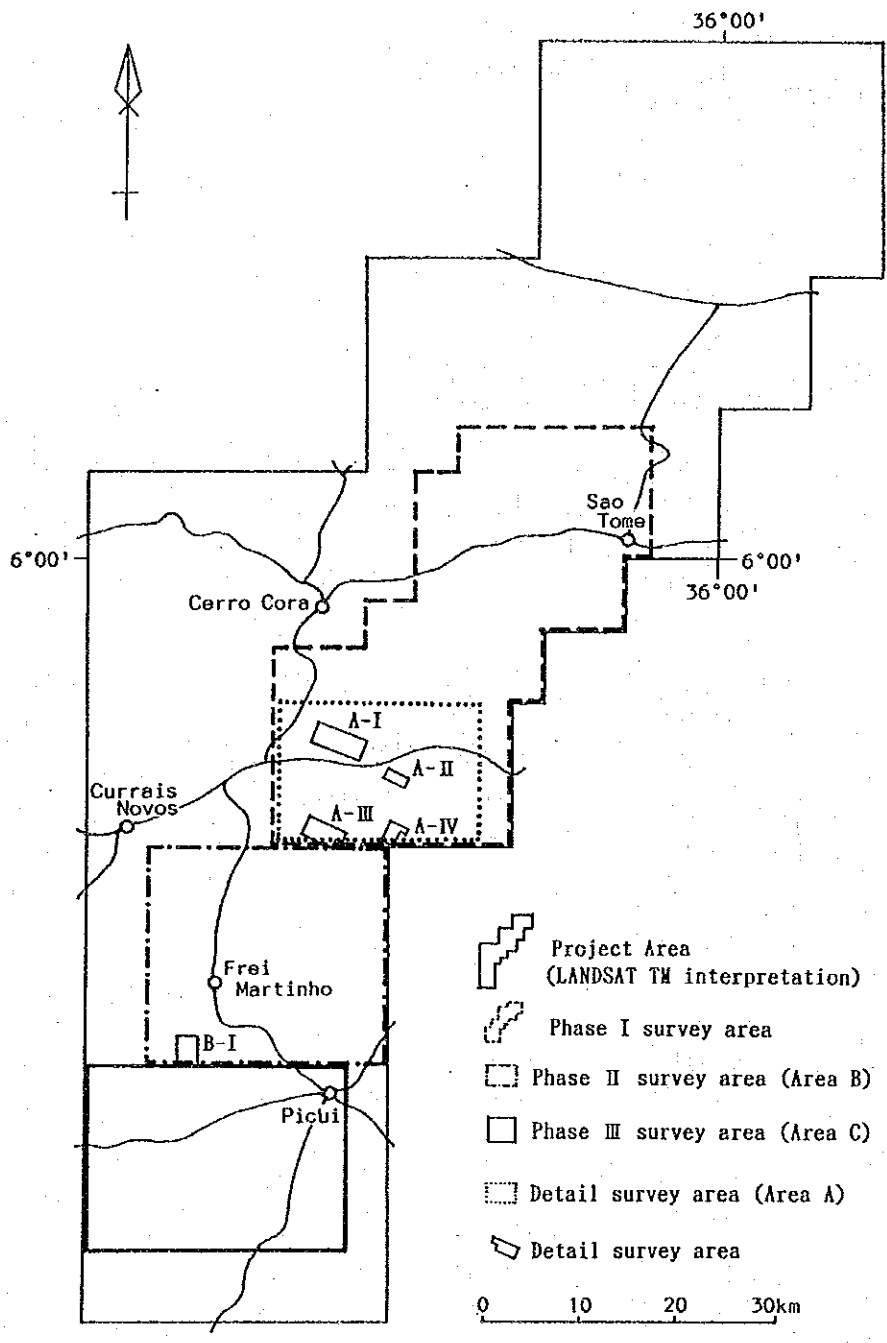 36°00'
Sao
Tome
6°00'
6°00'
36°00'
Cerro Cora
A-I
A-II
Currais
Novos
A-III
A-IV
Frei
Martinho
B-I
Picui
Project Area
(LANDSAT TM interpretation)
Phase I survey area
Phase II survey area (Area B)
Phase III survey area (Area C)
Detail survey area (Area A)
Detail survey area
0 10 20 30km